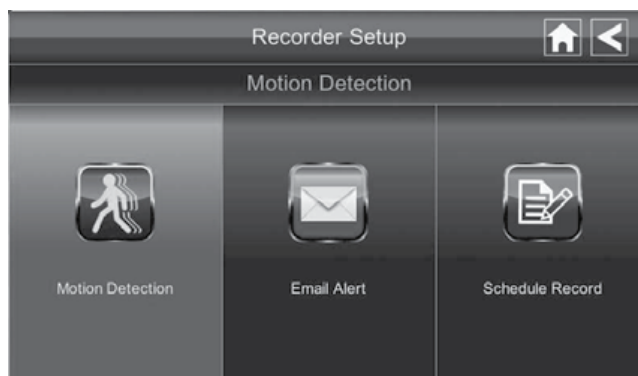 Recorder Setup
Motion Detection
Motion Detection
Email Alert
Schedule Record